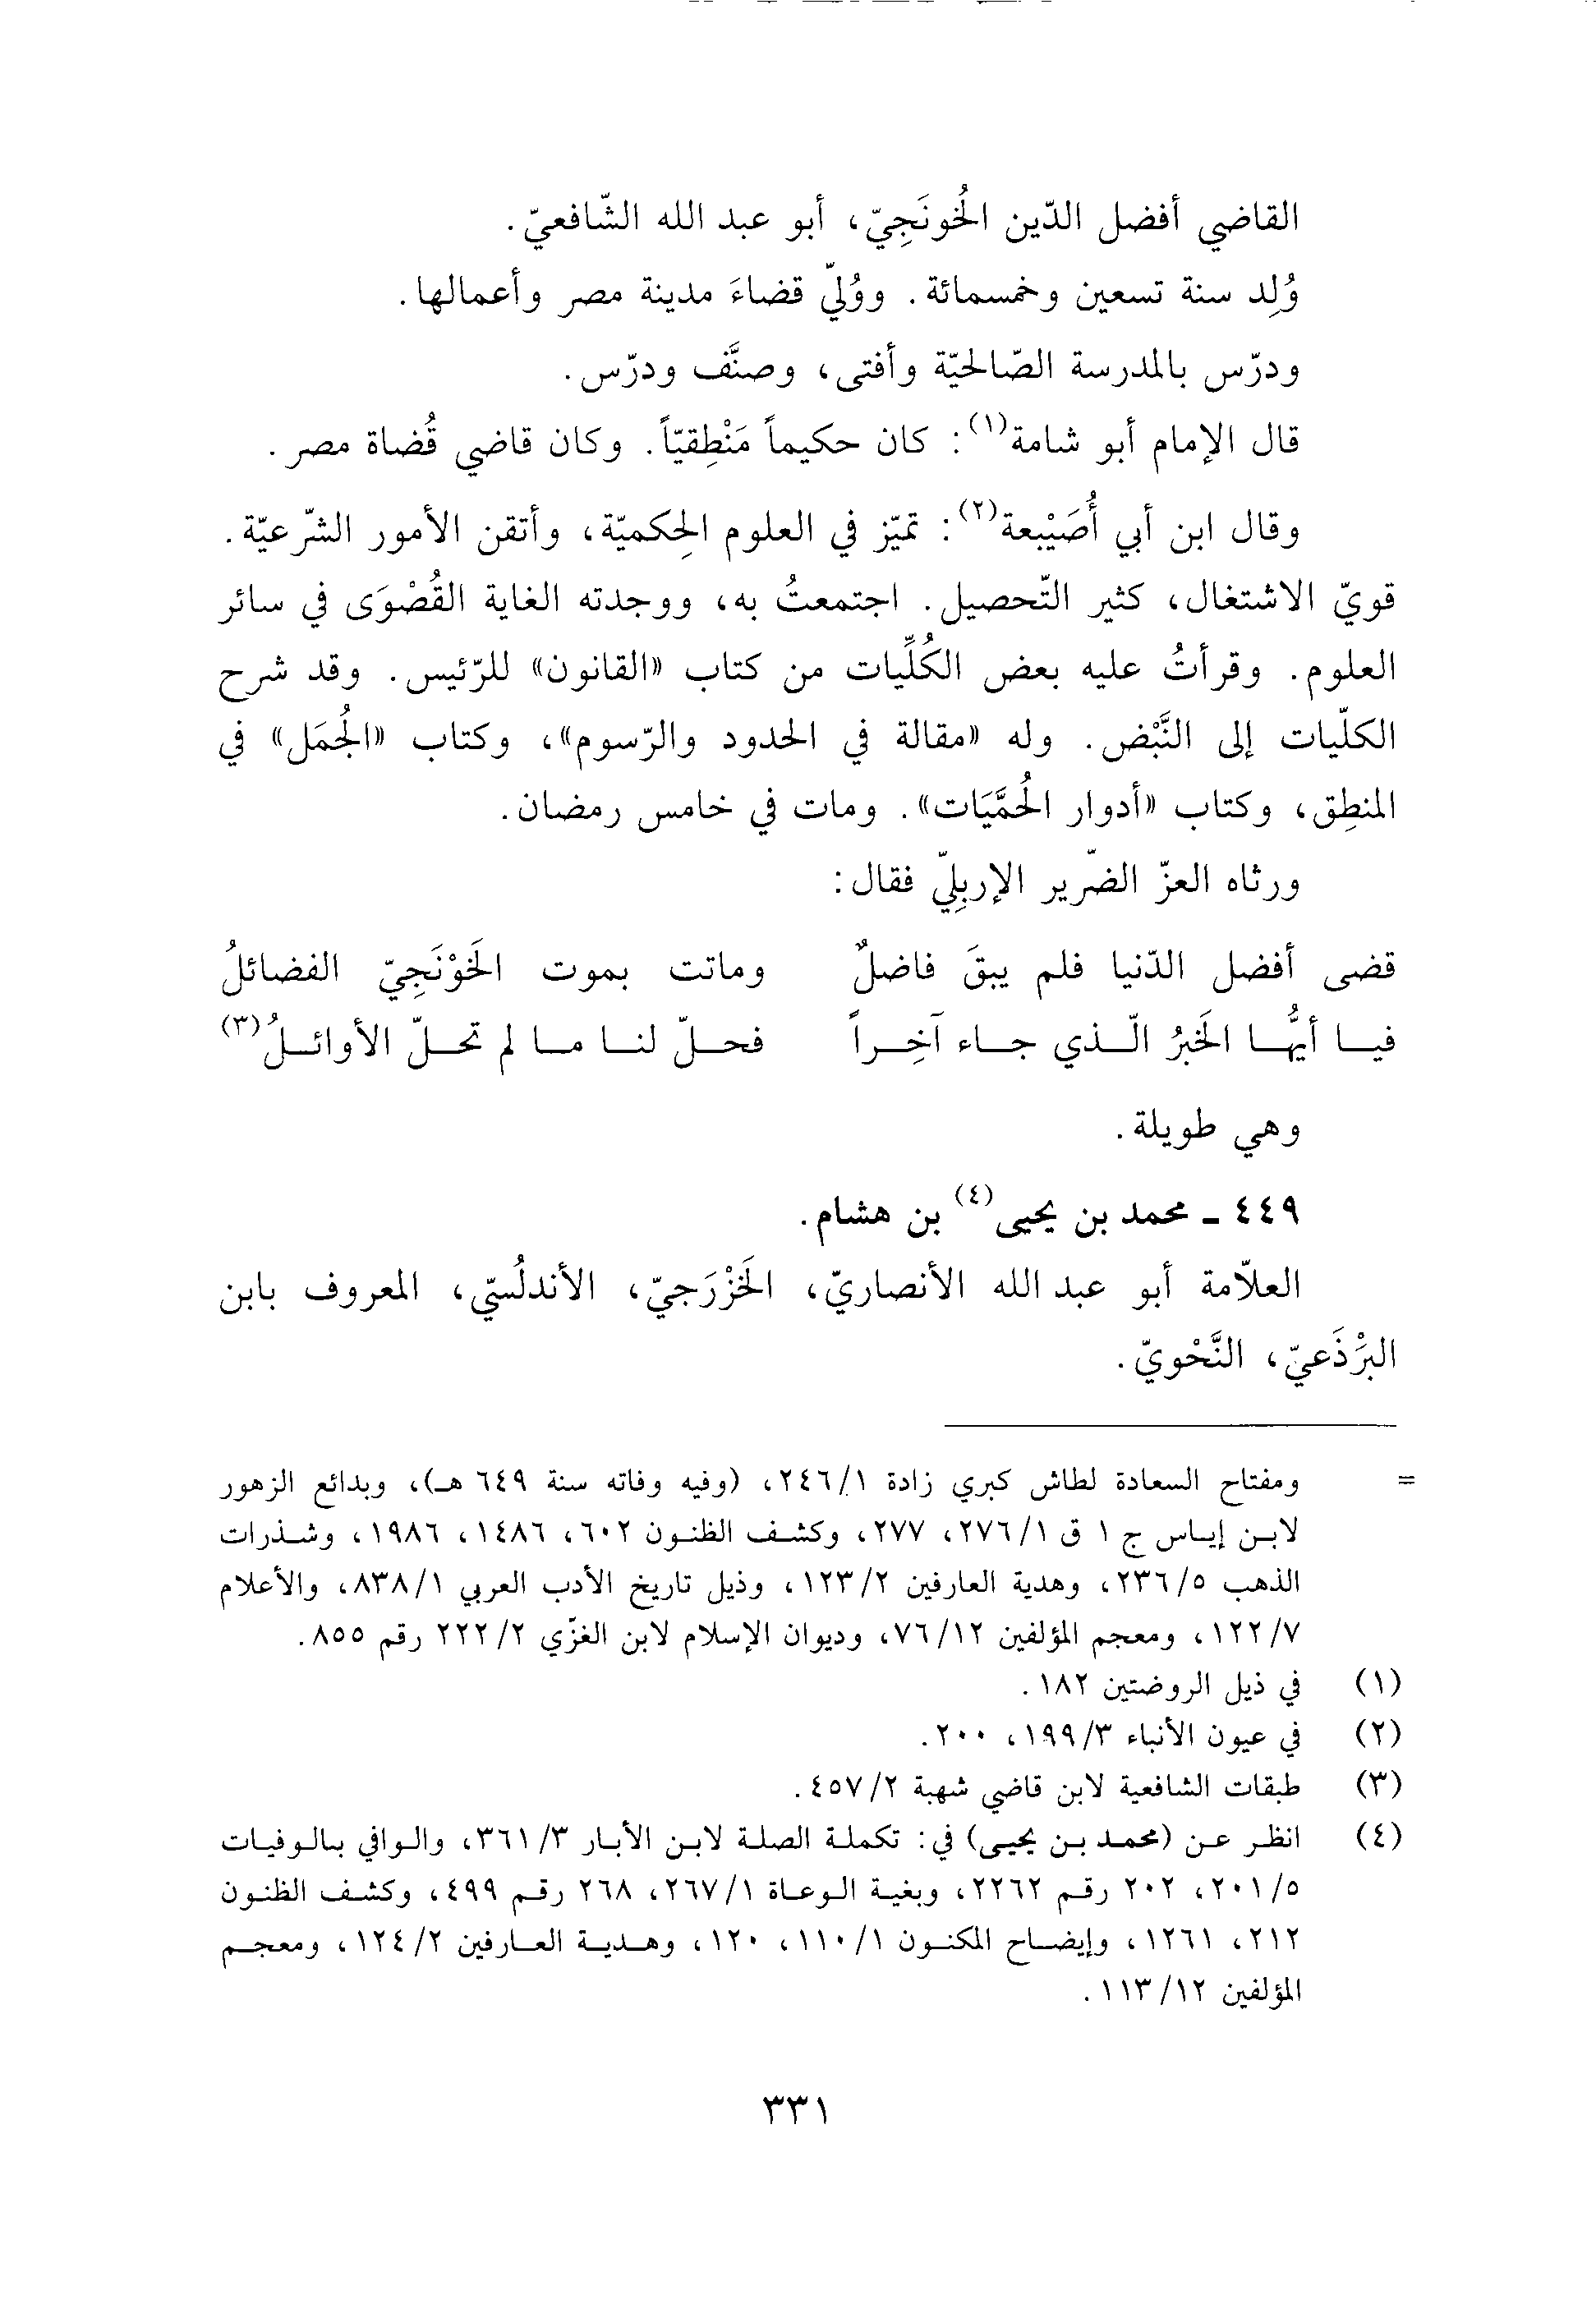 القاضي أفضل الدّين الخُونَجِيّ، أبو عبد الله الشّافعيّ.
وُلِد سنة تسعين وخمسمائة. ووُليّ قضاءَ مدينة مصر وأعمالها.
ودرّس بالمدرسة الصّالحيّة وأفتى، وصنَّف ودرّس.
قال الإمام أبو شامة(١): كان حكيماً مَنْطِقيّاً. وكان قاضي قُضاة مصر.
وقال ابن أبي أُصَيْبعة(٢): تميّز في العلوم الحِكميّة، وأتقن الأمور الشّرعيّة.
قويّ الاشتغال، كثير التّحصيل. اجتمعتُ به، ووجدته الغاية القُصْوَى في سائر
العلوم. وقرأتُ عليه بعض الكُلِّيات من كتاب «القانون» للرّئيس. وقد شرح
الكلّيات إلى النَّبْض. وله «مقالة في الحدود والرّسوم»، وكتاب «الجُمَل» في
المنطِق، وكتاب «أدوار الحُمَّيَات». ومات في خامس رمضان.
ورثاه العزّ الضّرير الإربِليّ فقال:
قضى أفضل الدّنيا فلم يبقَ فاضلٌ وماتت بموت الخَوْنَجِيّ الفضائلُ
فيا أيُّها الخَبرُ الّذي جاء آخِراً فحلّ لنا ما لم تحلّ الأوائلُ(٣)
وهي طويلة.
٤٤٩ ـ محمد بن يحيى(٤) بن هشام.
العلاّمة أبو عبد الله الأنصاريّ، الخَزْرَجيّ، الأندلُسّي، المعروف بابن
البرَْذَعيّ، النَّحْويّ.
= ومفتاح السعادة لطاش كبري زادة ٢٤٦/١، (وفيه وفاته سنة ٦٤٩ هـ)، وبدائع الزهور
لابن إياس ج ١ ق ٢٧٦/١، ٢٧٧، وكشف الظنون ٦٠٢، ١٤٨٦، ١٩٨٦، وشذرات
الذهب ٢٣٦/٥، وهدية العارفين ١٢٣/٢، وذيل تاريخ الأدب العربي ٨٣٨/١، والأعلام
١٢٢/٧، ومعجم المؤلفين ٧٦/١٢، وديوان الإسلام لابن الغزّي ٢٢٢/٢ رقم ٨٥٥.
(١) في ذيل الروضتين ١٨٢.
(٢) في عيون الأنباء ١٩٩/٣، ٢٠٠.
(٣) طبقات الشافعية لابن قاضي شهبة ٤٥٧/٢.
(٤) انظر عن (محمد بن يحيى) في: تكملة الصلة لابن الأبار ٣٦١/٣، والوافي بالوفيات
٢٠١/٥، ٢٠٢ رقم ٢٢٦٢، وبغية الوعاة ٢٦٧/١، ٢٦٨ رقم ٤٩٩، وكشف الظنون
٢١٢، ١٢٦١، وإيضاح المكنون ١١٠/١، ١٢٠، وهدية العارفين ١٢٤/٢، ومعجم
المؤلفين ١١٣/١٢.
٣٣١